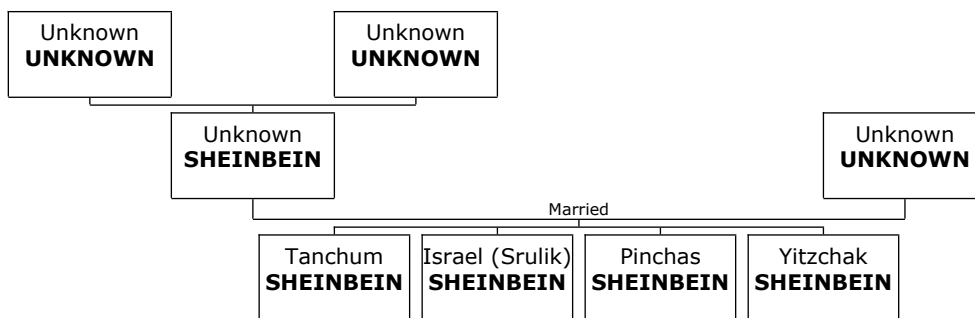 Unknown
UNKNOWN
Unknown
UNKNOWN
Unknown
SHEINBEIN
Unknown
UNKNOWN
Married
Tanchum
SHEINBEIN
Israel (Srulik)
SHEINBEIN
Pinchas
SHEINBEIN
Yitzchak
SHEINBEIN